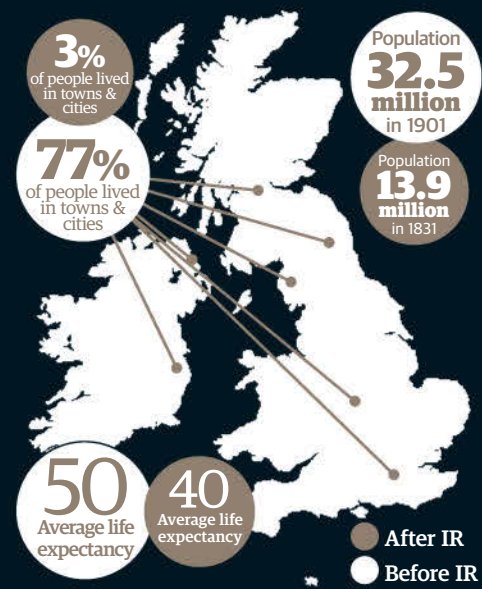 3%
of people lived
in towns &
cities
77%
of people lived
in towns &
cities
Population
32.5
million
in 1901
Population
13.9
million
in 1831
50
Average life
expectancy
40
Average life
expectancy
After IR
Before IR